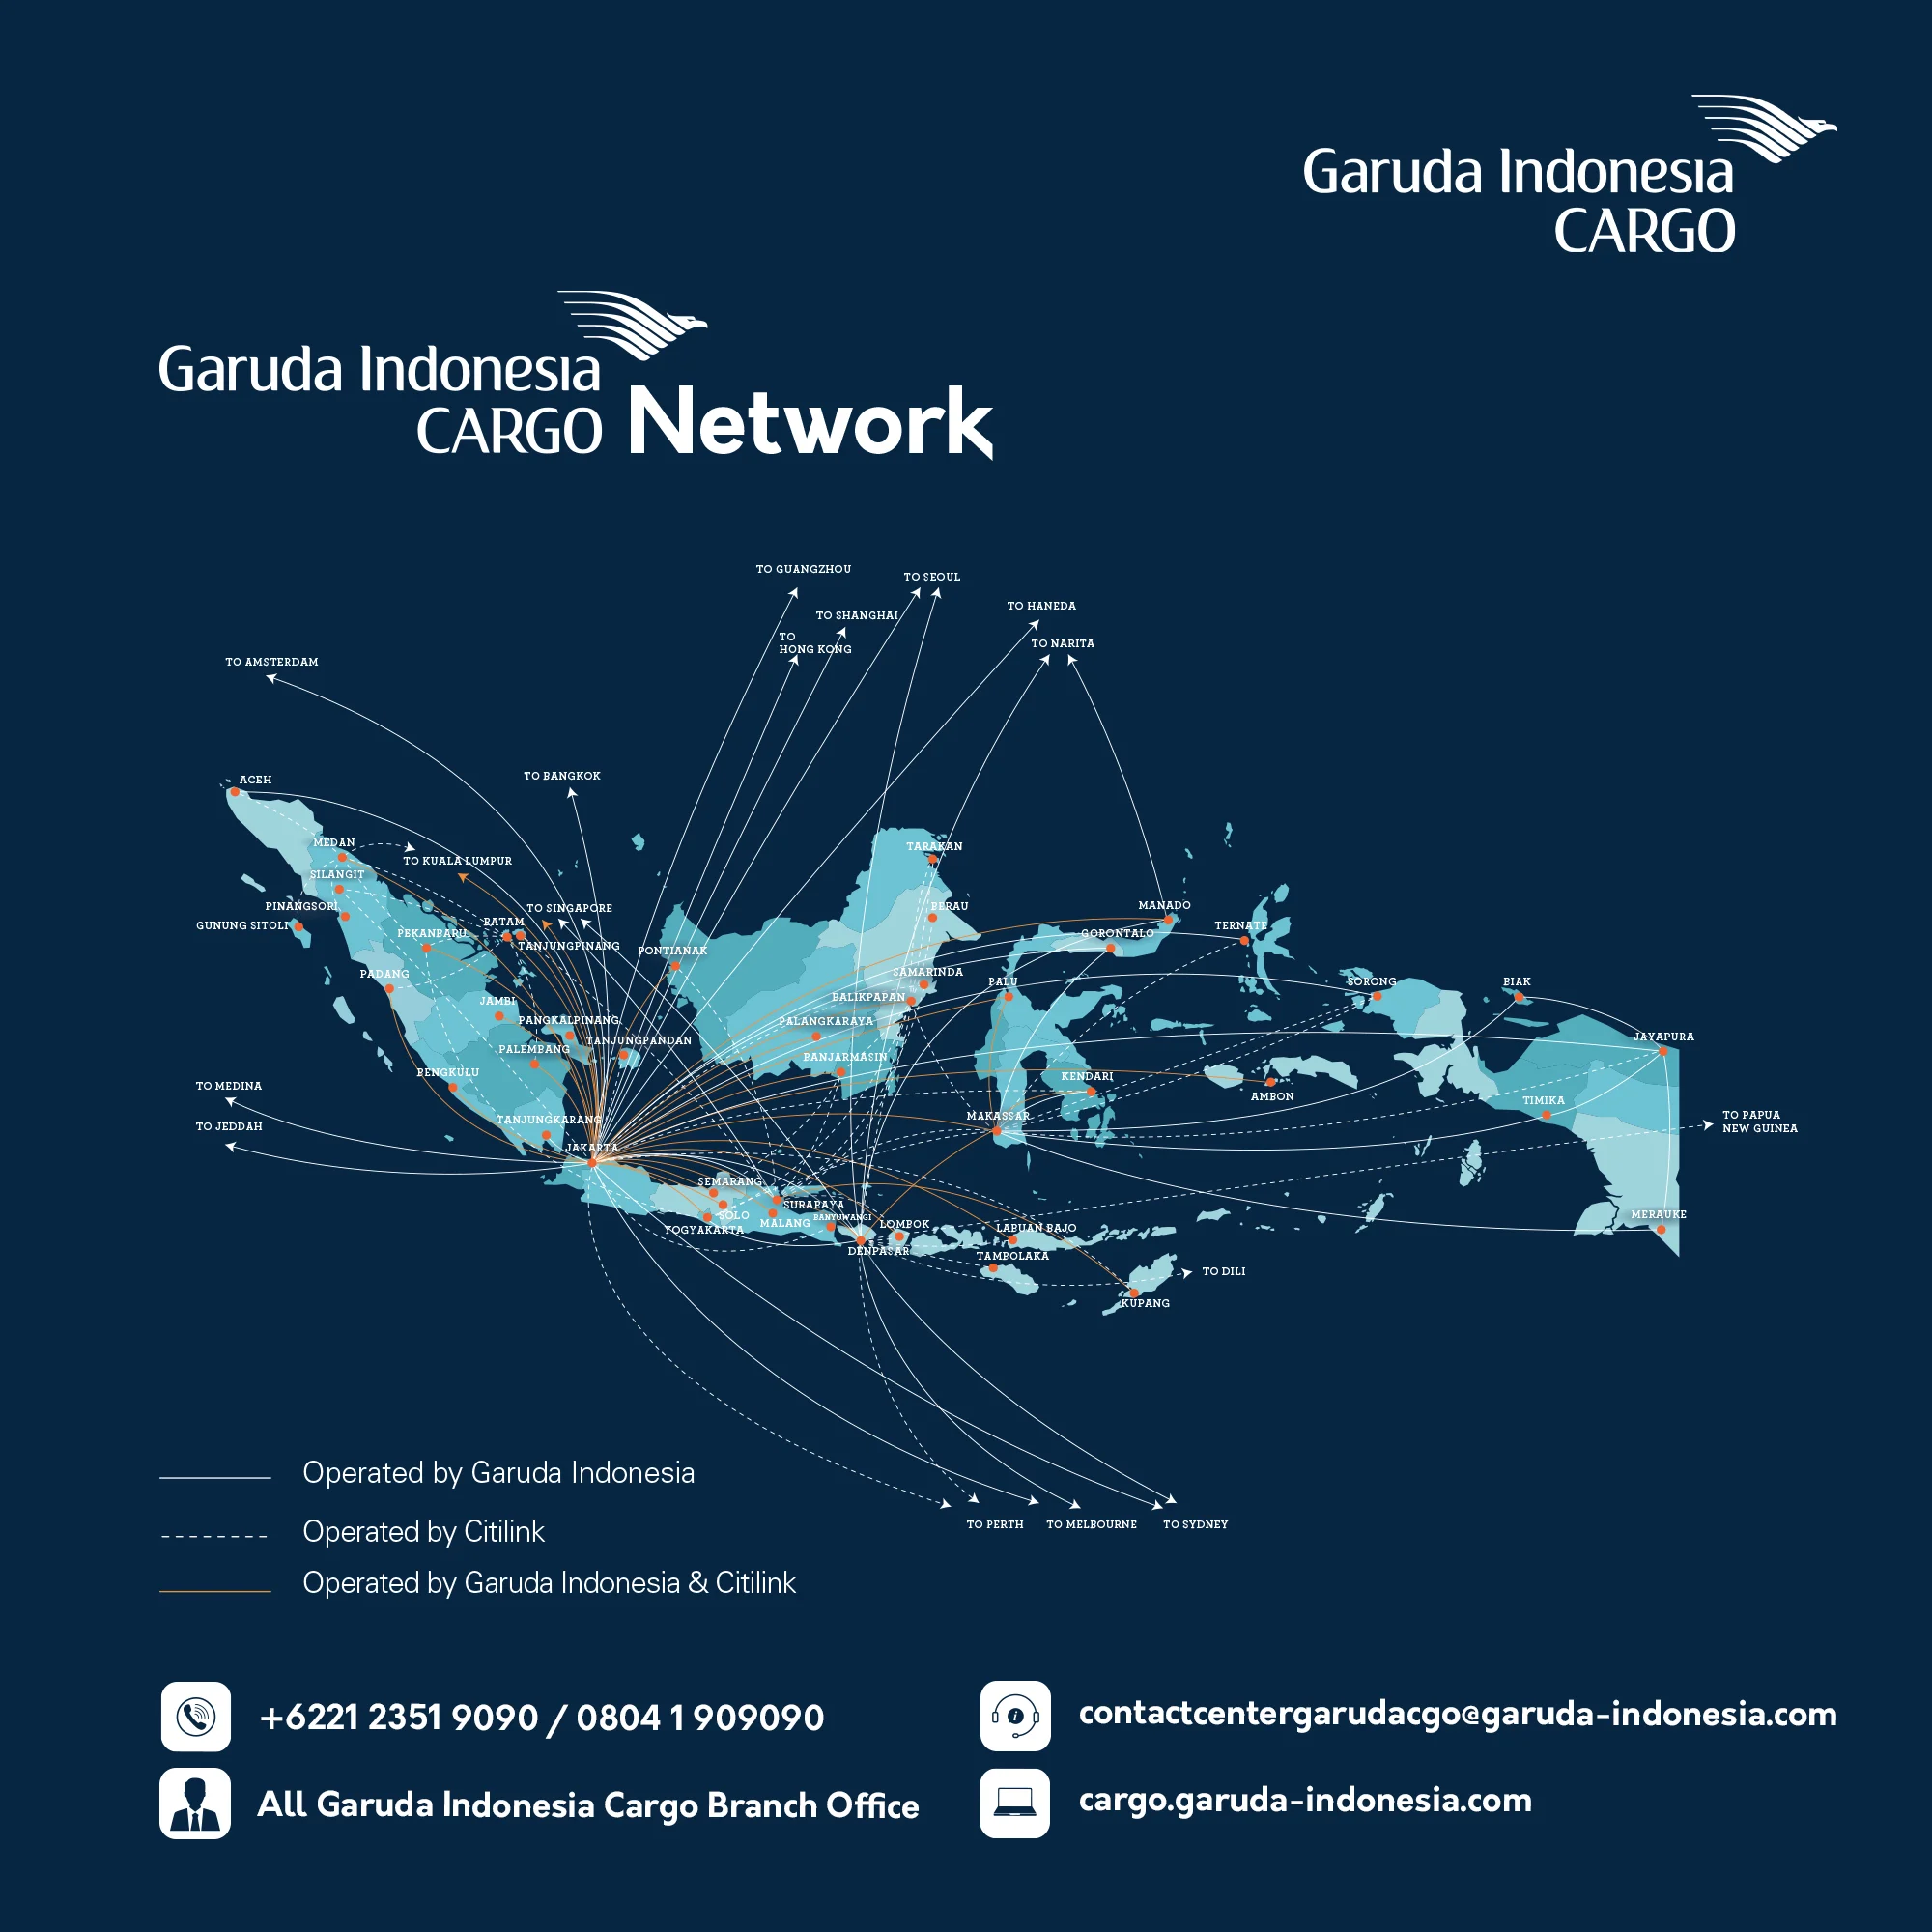 Garuda Indonesia
CARGO
Garuda Indonesia
CARGO Network
TO GUANGZHOU
TO SEOUL
TO SHANGHAI
TO HANEDA
TO
HONG KONG
TO NARITA
TO AMSTERDAM
TO BANGKOK
ACEH
MEDAN
TO KUALA LUMPUR
SILANGIT
PINANGSORI
GUNUNG SITOLI
TO SINGAPORE
BATAM
TANJUNGPINANG
PEKANBARU
PADANG
JAMBI
PANGKALPINANG
TANJUNGPANDAN
PALEMBANG
PENGKULU
TANJUNGKARANG
JAKARTA
TO MEDINA
TO JEDDAH
TARAKAN
BERAU
PONTIANAK
SAMARINDA
BALIKPAPAN
PALANGKARAYA
PANJARMASIN
MANADO
GORONTALO
TERNATE
PALU
KENDARI
MAKASSAR
AMBON
SORONG
BIAK
JAYAPURA
TIMIKA
TO PAPUA
NEW GUINEA
MERAUKE
SEMARANG
SOLO
YOGYAKARTA
SURAPAYA
MALANG
BANYUWANGI
DENPASAR
LOMBOK
LABUAN BAJO
TAMPOLAKA
TO DILI
KUPANG
TO PERTH
TO MELBOURNE
TO SYDNEY
Operated by Garuda Indonesia
Operated by Citilink
Operated by Garuda Indonesia & Citilink
+6221 2351 9090 / 0804 1 909090
contactcentergarudacgo@garuda-indonesia.com
All Garuda Indonesia Cargo Branch Office
cargo.garuda-indonesia.com